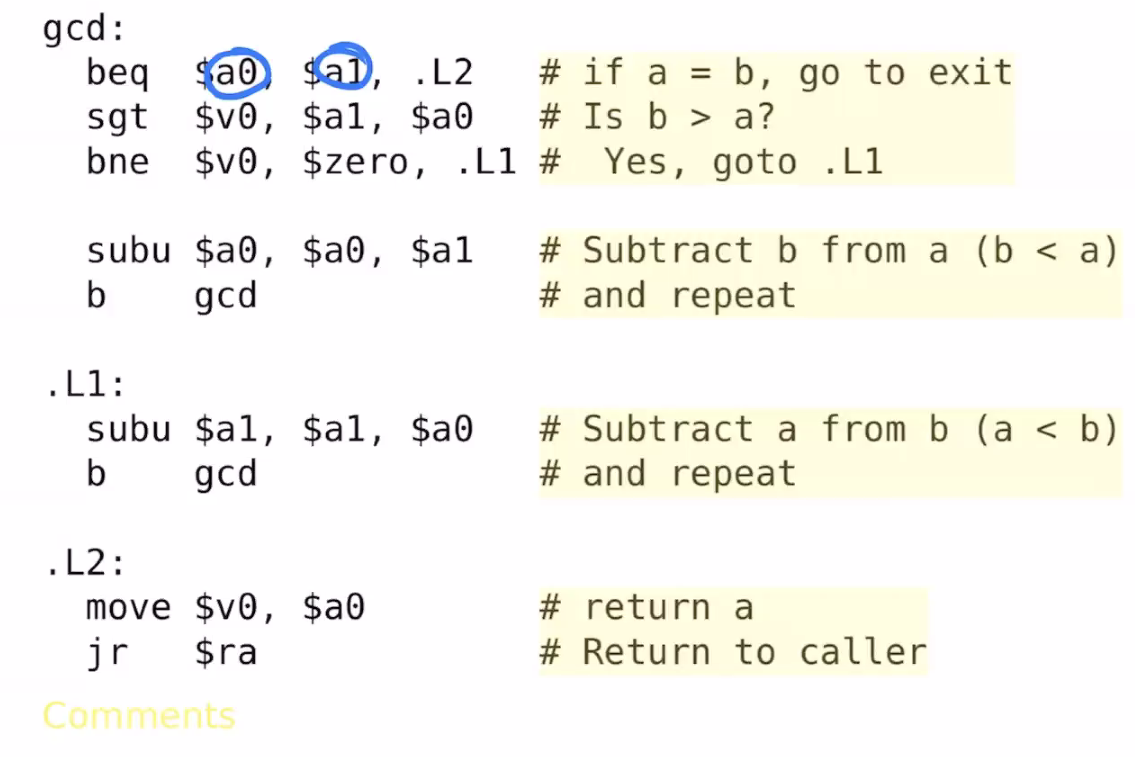 gcd:
beq $a0, $a1, .L2 # if a = b, go to exit
sgt $v0, $a1, $a0 # Is b > a?
bne $v0, $zero, .L1 # Yes, goto .L1
subu $a0, $a0, $a1 # Subtract b from a (b < a)
b gcd # and repeat
.L1:
subu $a1, $a1, $a0 # Subtract a from b (a < b)
b gcd # and repeat
.L2:
move $v0, $a0 # return a
jr $ra # Return to caller
Comments